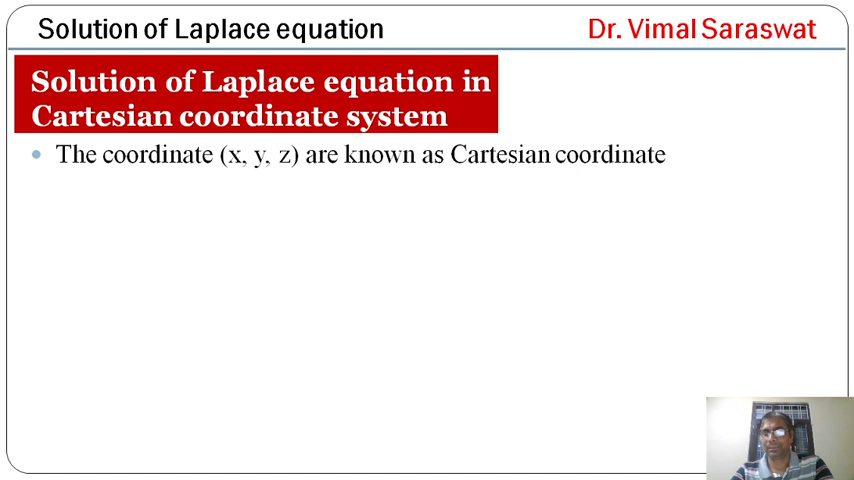 Solution of Laplace equation
Dr. Vimal Saraswat
Solution of Laplace equation in
Cartesian coordinate system
The coordinate (x, y, z) are known as Cartesian coordinate